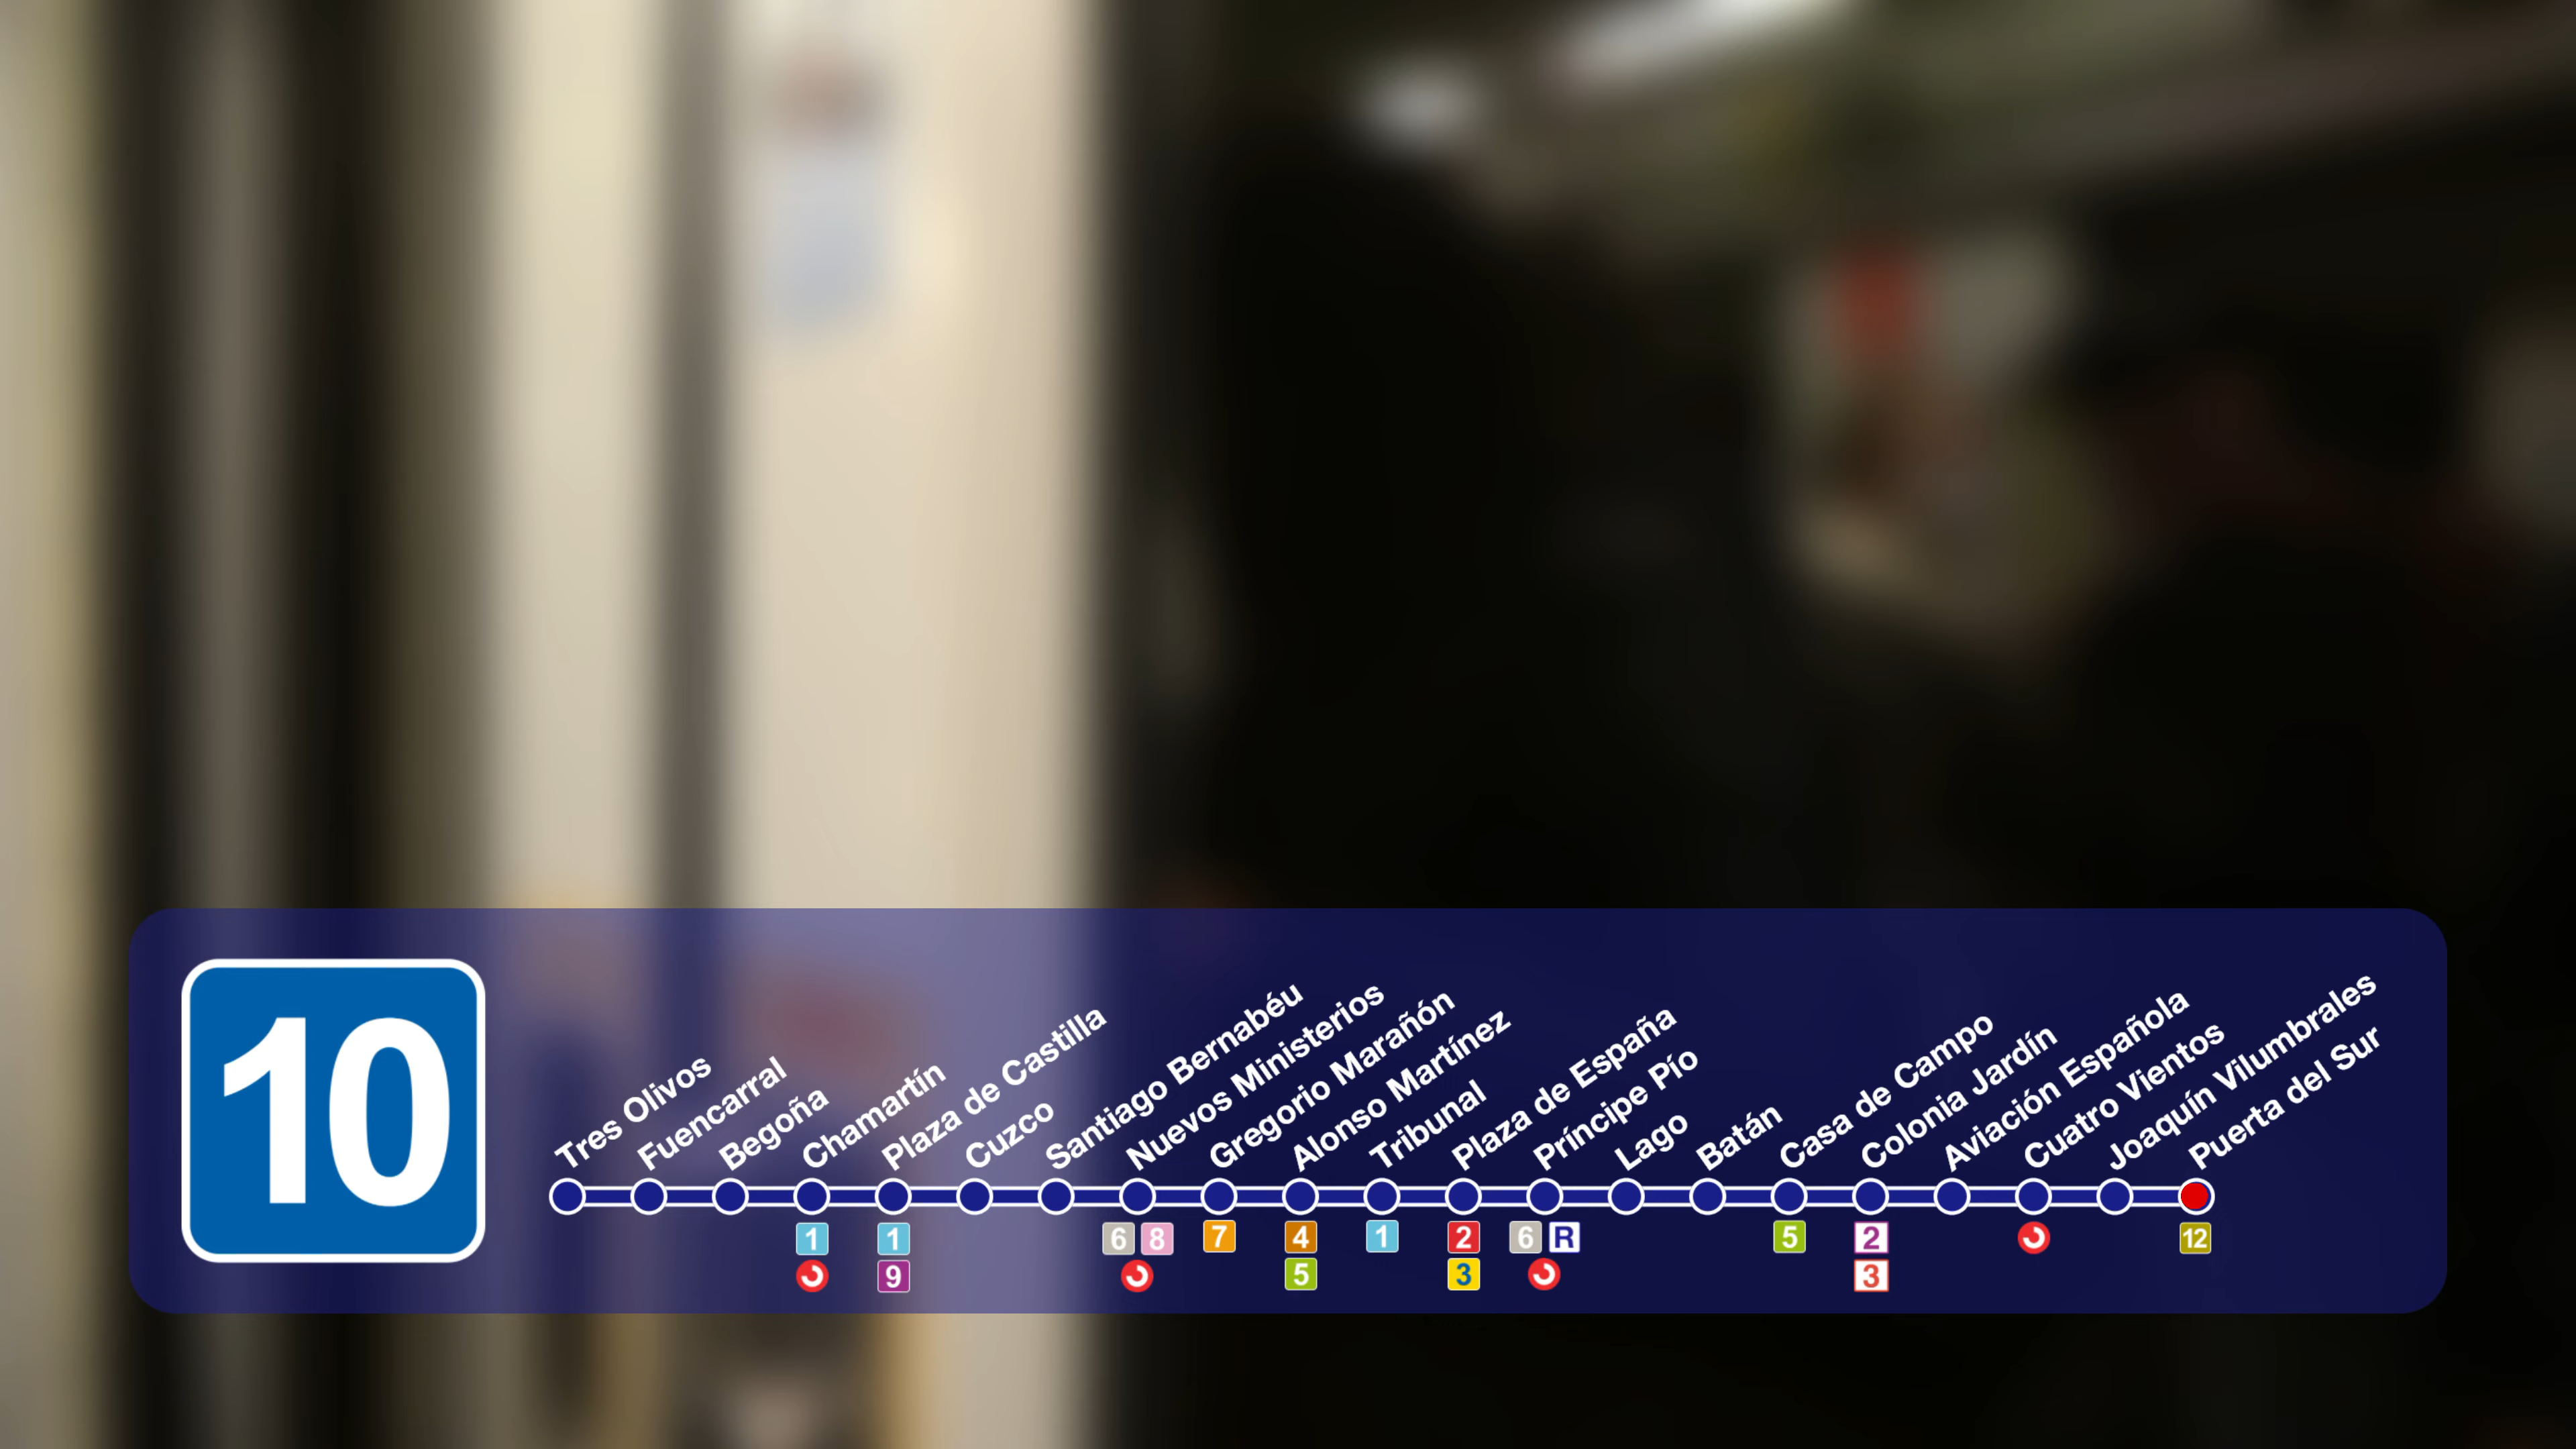 10
Tres Olivos
Fuencarral
Begoña
Chamartín
Plaza de Castilla
Cuzco
Santiago Bernabéu
Nuevos Ministerios
Gregorio Marañón
Alonso Martínez
Tribunal
Plaza de España
Príncipe Pío
Lago
Batán
Casa de Campo
Colonia Jardín
Aviación Española
Cuatro Vientos
Joaquín Vilumbrales
Puerta del Sur
1 1 6 8 7 4 1 2 6 R 5 2 12
9 5 3 3